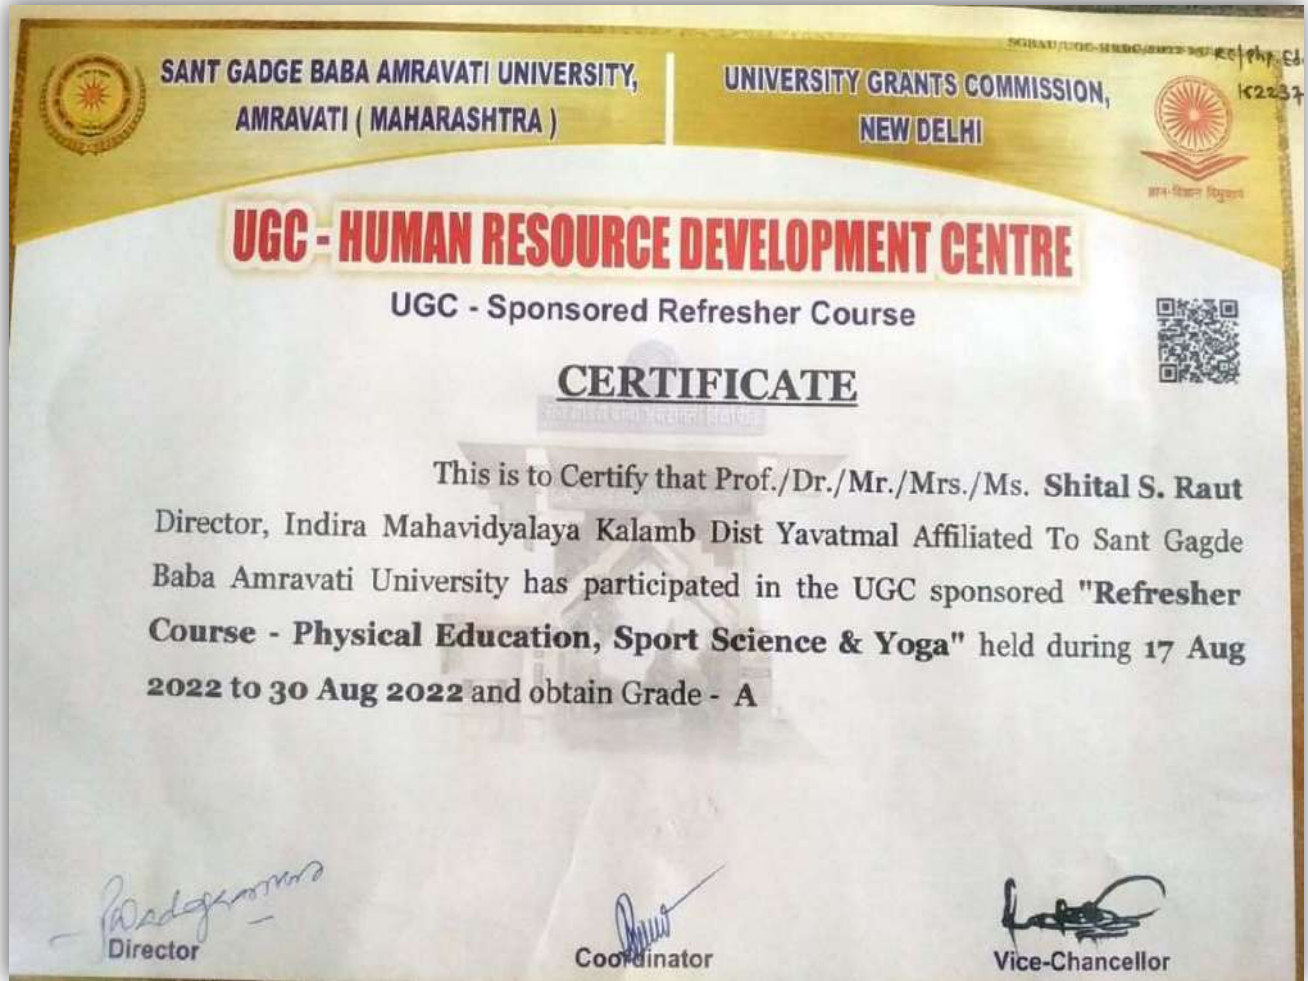 SANT GADGE BABA AMRAVATI UNIVERSITY,
AMRAVATI ( MAHARASHTRA )
UNIVERSITY GRANTS COMMISSION,
NEW DELHI
ज्ञान-विज्ञान विमुक्तये
UGC - HUMAN RESOURCE DEVELOPMENT CENTRE
UGC - Sponsored Refresher Course
CERTIFICATE
This is to Certify that Prof./Dr./Mr./Mrs./Ms. Shital S. Raut
Director, Indira Mahavidyalaya Kalamb Dist Yavatmal Affiliated To Sant Gagde
Baba Amravati University has participated in the UGC sponsored "Refresher
Course - Physical Education, Sport Science & Yoga" held during 17 Aug
2022 to 30 Aug 2022 and obtain Grade - A
Director
Coordinator
Vice-Chancellor